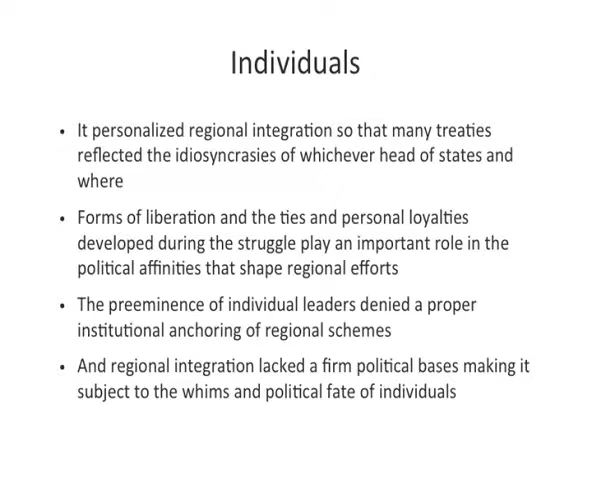 Individuals
• It personalized regional integration so that many treaties
reflected the idiosyncrasies of whichever head of states and
where
• Forms of liberation and the ties and personal loyalties
developed during the struggle play an important role in the
political affinities that shape regional efforts
• The preeminence of individual leaders denied a proper
institutional anchoring of regional schemes
• And regional integration lacked a firm political bases making it
subject to the whims and political fate of individuals